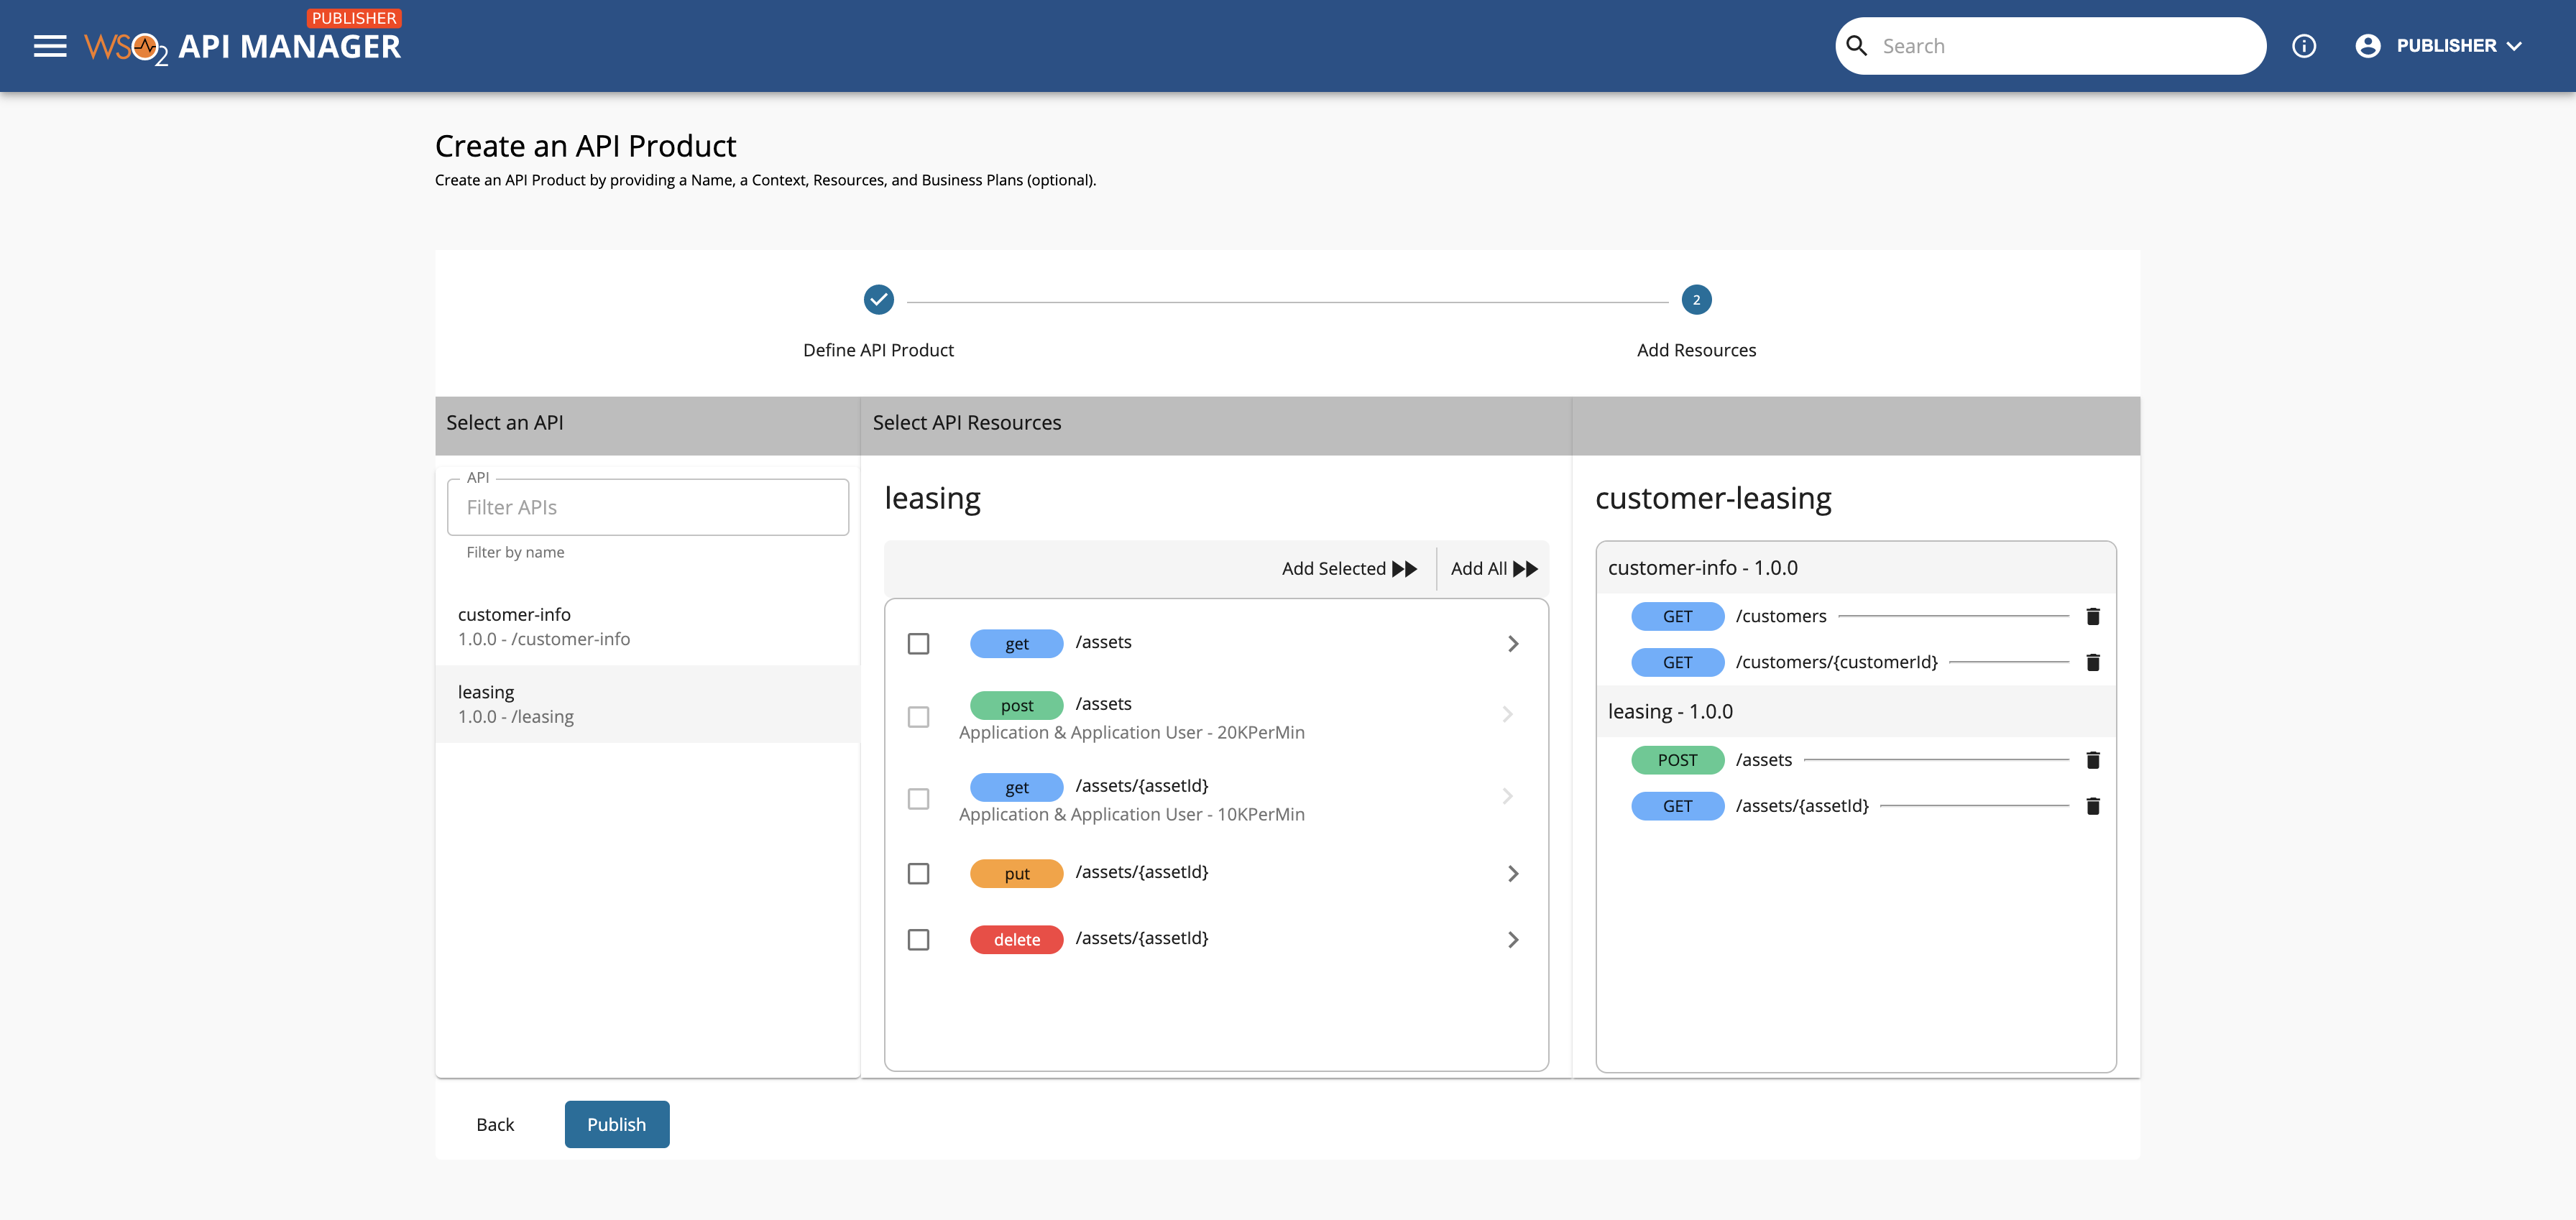 PUBLISHER
WSO2 API MANAGER
Search
PUBLISHER
Create an API Product
Create an API Product by providing a Name, a Context, Resources, and Business Plans (optional).
2
Define API Product
Add Resources
Select an API
Select API Resources
API
Filter APIs
Filter by name
customer-info
1.0.0 - /customer-info
leasing
1.0.0 - /leasing
leasing
Add Selected
Add All
get /assets
post /assets
Application & Application User - 20KPerMin
get /assets/{assetId}
Application & Application User - 10KPerMin
put /assets/{assetId}
delete /assets/{assetId}
customer-leasing
customer-info - 1.0.0
GET /customers
GET /customers/{customerId}
leasing - 1.0.0
POST /assets
GET /assets/{assetId}
Back
Publish